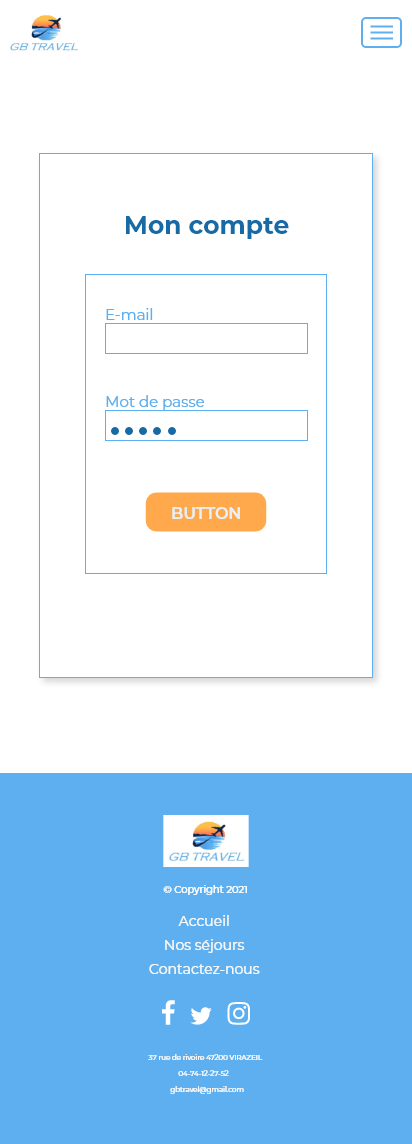 GB TRAVEL
Mon compte
E-mail
Mot de passe
BUTTON
GB TRAVEL
© Copyright 2021
Accueil
Nos séjours
Contactez-nous
37 rue de rivoire 47200 VIRAZEIL
04-74-12-27-52
gbtravel@gmail.com